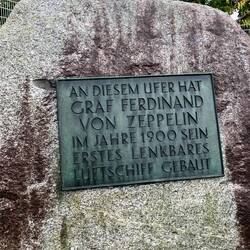 AN DIESEM UFER HAT
GRAF FERDINAND
VON ZEPPELIN
IM JAHRE 1900 SEIN
ERSTES LENKBARES
LUFTSCHIFF GEBAUT